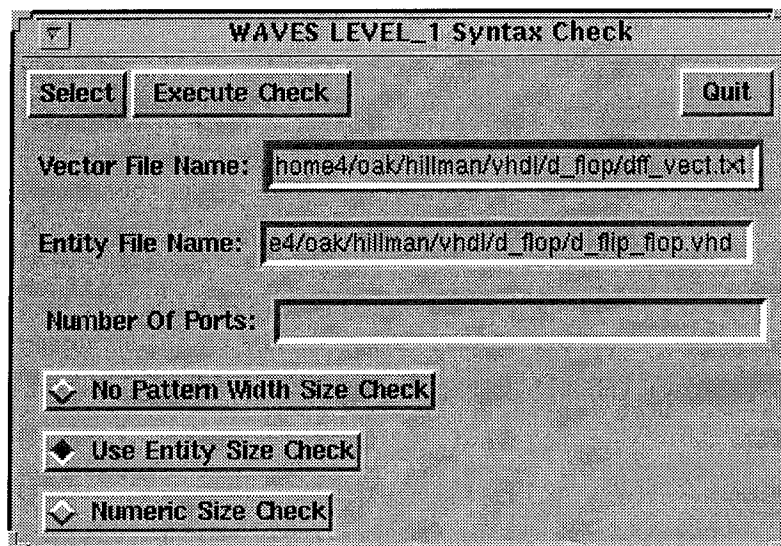 WAVES LEVEL_1 Syntax Check
Select Execute Check Quit
Vector File Name: home4/oak/hillman/vhdl/d_flop/dff_vect.txt
Entity File Name: e4/oak/hillman/vhdl/d_flop/d_flip_flop.vhd
Number Of Ports:
No Pattern Width Size Check
Use Entity Size Check
Numeric Size Check